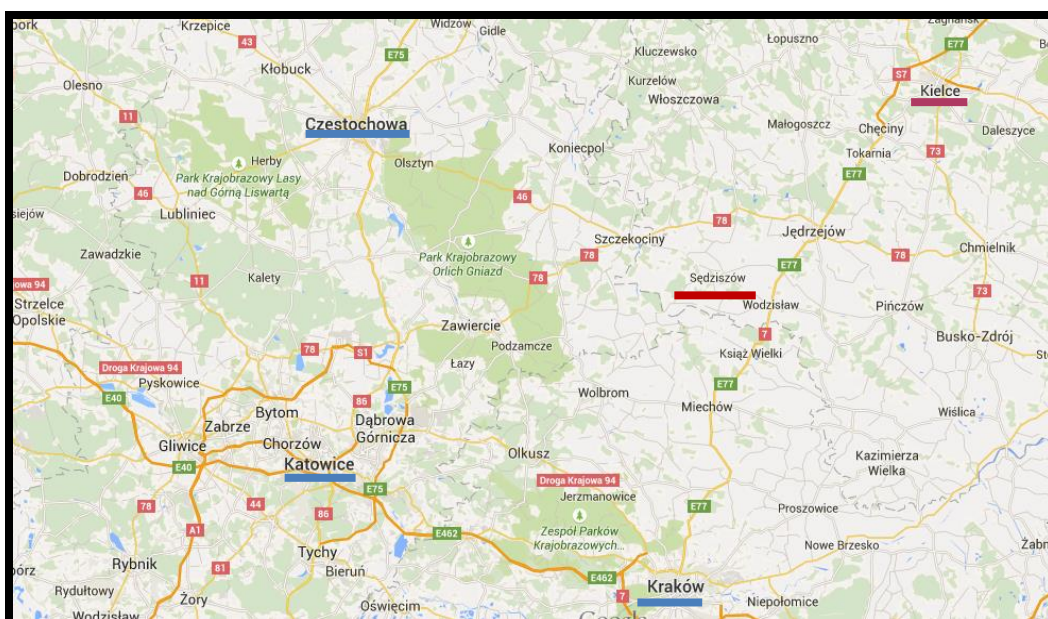 Krzepice
Widzów
Gidle
Łopuszno
Zagnańsk
43
E75
Kluczewsko
E77
Kłobuck
Olesno
Kurzelów
S7
Włoszczowa
Kielce
11
Częstochowa
Małogoszcz
Chęciny
Daleszyce
Koniecpol
Tokarnia
73
Herby
Olsztyn
Park Krajobrazowy Lasy
nad Górną Liswartą
Dobrodzień
E77
46
46
Lubliniec
78
Jędrzejów
Szczekociny
Zawadzkie
Park Krajobrazowy
Orlich Gniazd
78
78
Chmielnik
Kalety
11
78
Sędziszów
E77
73
Strzelce
Opolskie
Wodzisław
Pińczów
Zawiercie
7
Busko-Zdrój
78
S1
Podzamcze
Książ Wielki
Łazy
Droga Krajowa 94
Pyskowice
E75
E77
E40
86
Wolbrom
Miechów
Bytom
Wiślica
Zabrze
Dąbrowa
Górnicza
Gliwice
Chorzów
Olkusz
Kazimierza
Wielka
Katowice
E40
Droga Krajowa 94
E75
Jerzmanowice
78
44
86
E77
Proszowice
Zespół Parków
Krajobrazowych...
A1
E462
Tychy
Nowe Brzesko
Rybnik
81
Bieruń
E462
Kraków
Rydułtowy
Żory
7
Niepołomice
Oświęcim
Wodzisław
Google